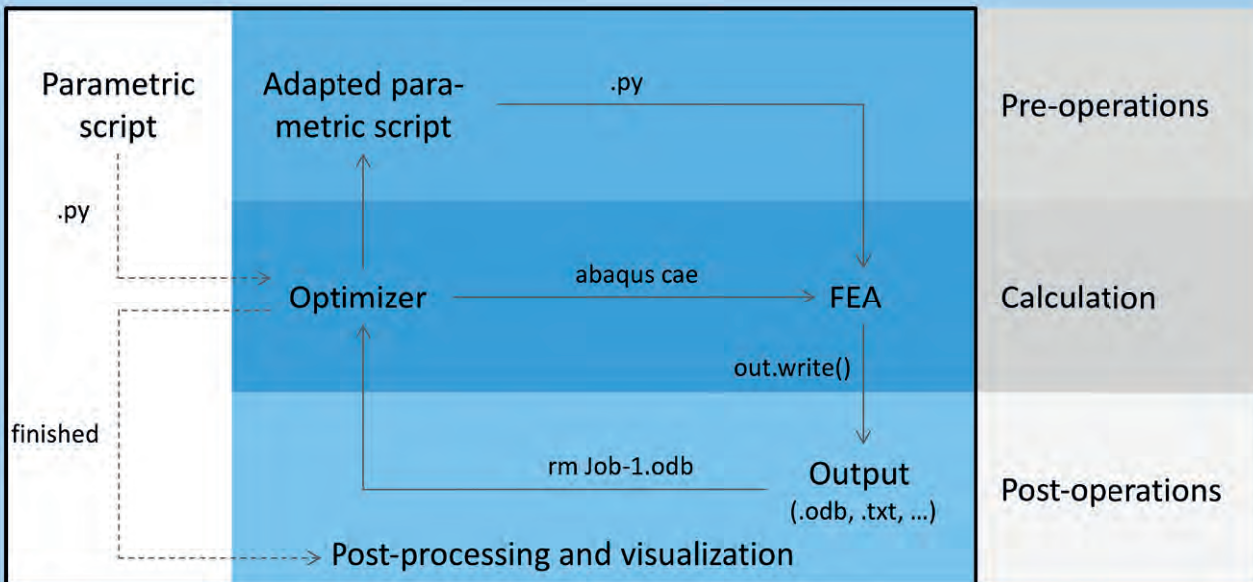 Parametric
script
Adapted para-
metric script
.py
Pre-operations
.py
Optimizer
abaqus cae
FEA
Calculation
out.write()
finished
rm Job-1.odb
Output
(.odb, .txt, ...)
Post-operations
Post-processing and visualization